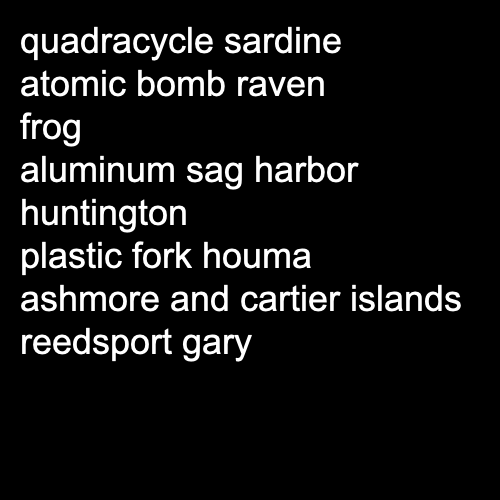 quadracycle sardine
atomic bomb raven
frog
aluminum sag harbor
huntington
plastic fork houma
ashmore and cartier islands
reedsport gary